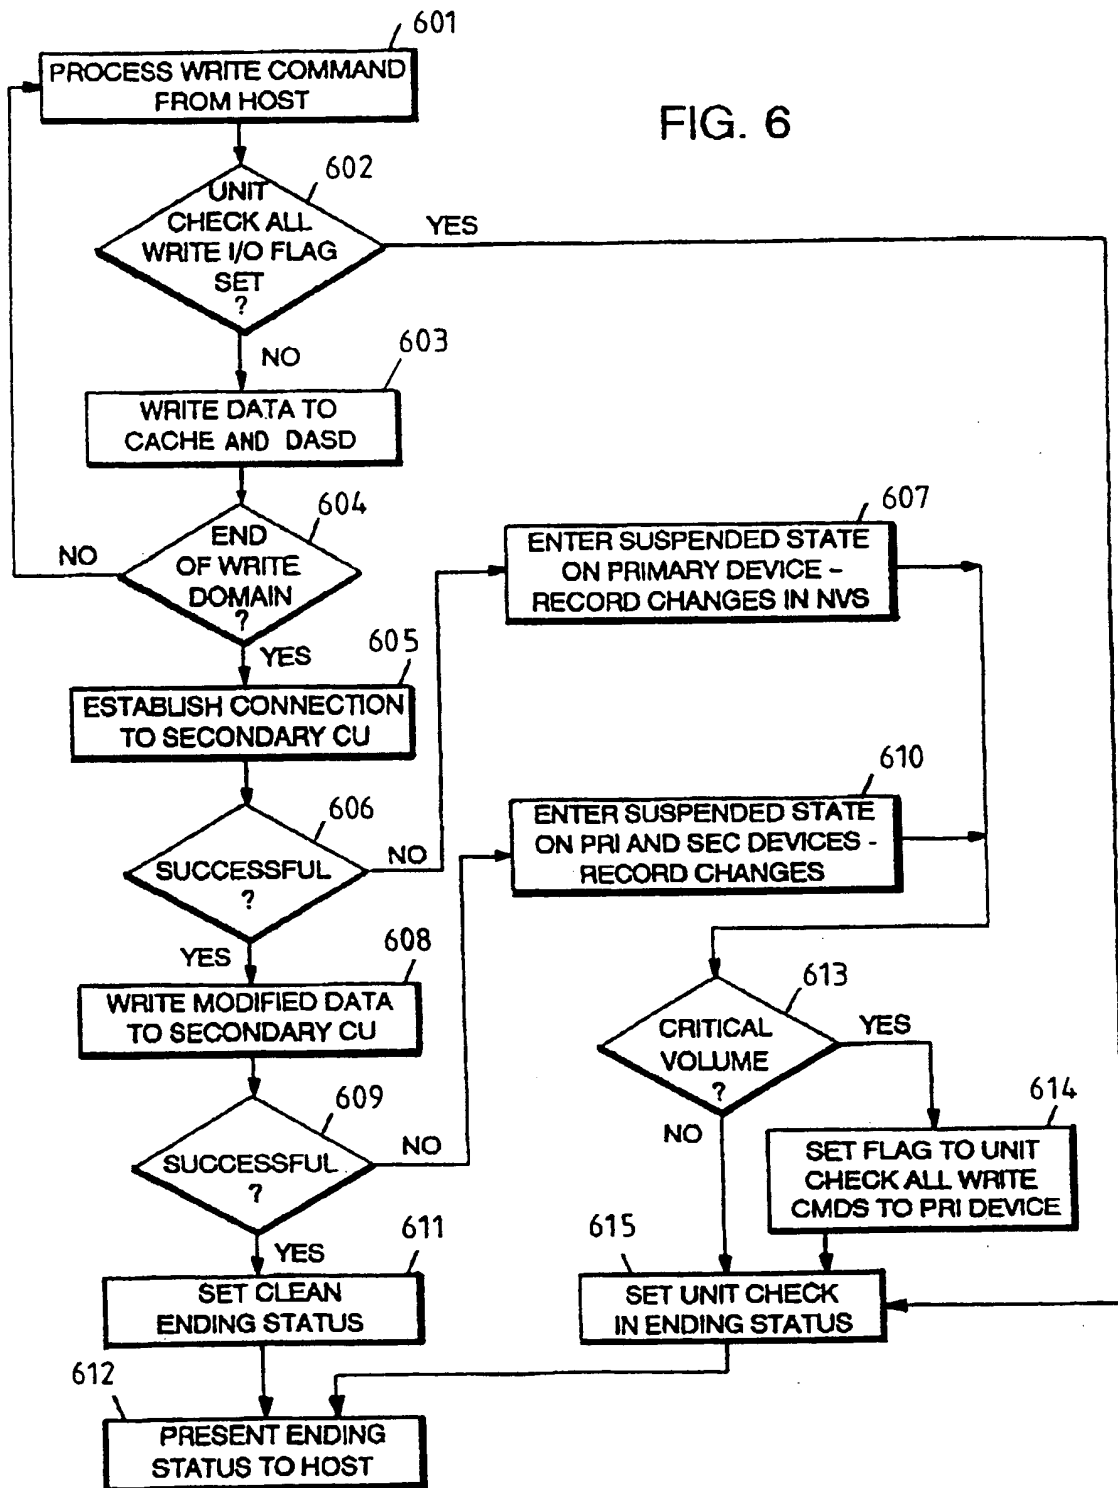 601
PROCESS WRITE COMMAND
FROM HOST
FIG. 6
602
UNIT
CHECK ALL
WRITE I/O FLAG
SET
?
YES
NO
603
WRITE DATA TO
CACHE AND DASD
604
END
OF WRITE
DOMAIN
?
NO
YES
605
ESTABLISH CONNECTION
TO SECONDARY CU
606
SUCCESSFUL
?
NO
YES
607
ENTER SUSPENDED STATE
ON PRIMARY DEVICE -
RECORD CHANGES IN NVS
608
WRITE MODIFIED DATA
TO SECONDARY CU
609
SUCCESSFUL
?
NO
YES
610
ENTER SUSPENDED STATE
ON PRI AND SEC DEVICES -
RECORD CHANGES
611
SET CLEAN
ENDING STATUS
612
PRESENT ENDING
STATUS TO HOST
613
CRITICAL
VOLUME
?
YES
NO
614
SET FLAG TO UNIT
CHECK ALL WRITE
CMDS TO PRI DEVICE
615
SET UNIT CHECK
IN ENDING STATUS